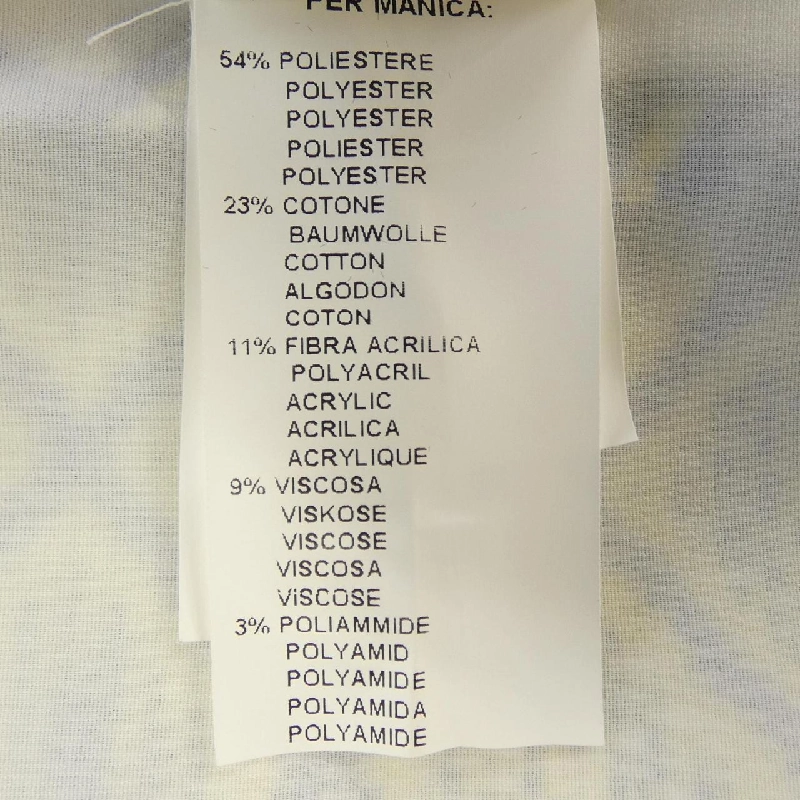 PER MANICA:
54% POLIESTERE
POLYESTER
POLYESTER
POLIESTER
POLYESTER
23% COTONE
BAUMWOLLE
COTTON
ALGODON
COTON
11% FIBRA ACRILICA
POLYACRIL
ACRYLIC
ACRILICA
ACRYLIQUE
9% VISCOSA
VISKOSE
VISCOSE
VISCOSA
ViSCOSE
3% POLIAMMIDE
POLYAMID
POLYAMIDE
POLYAMIDA
POLYAMIDE